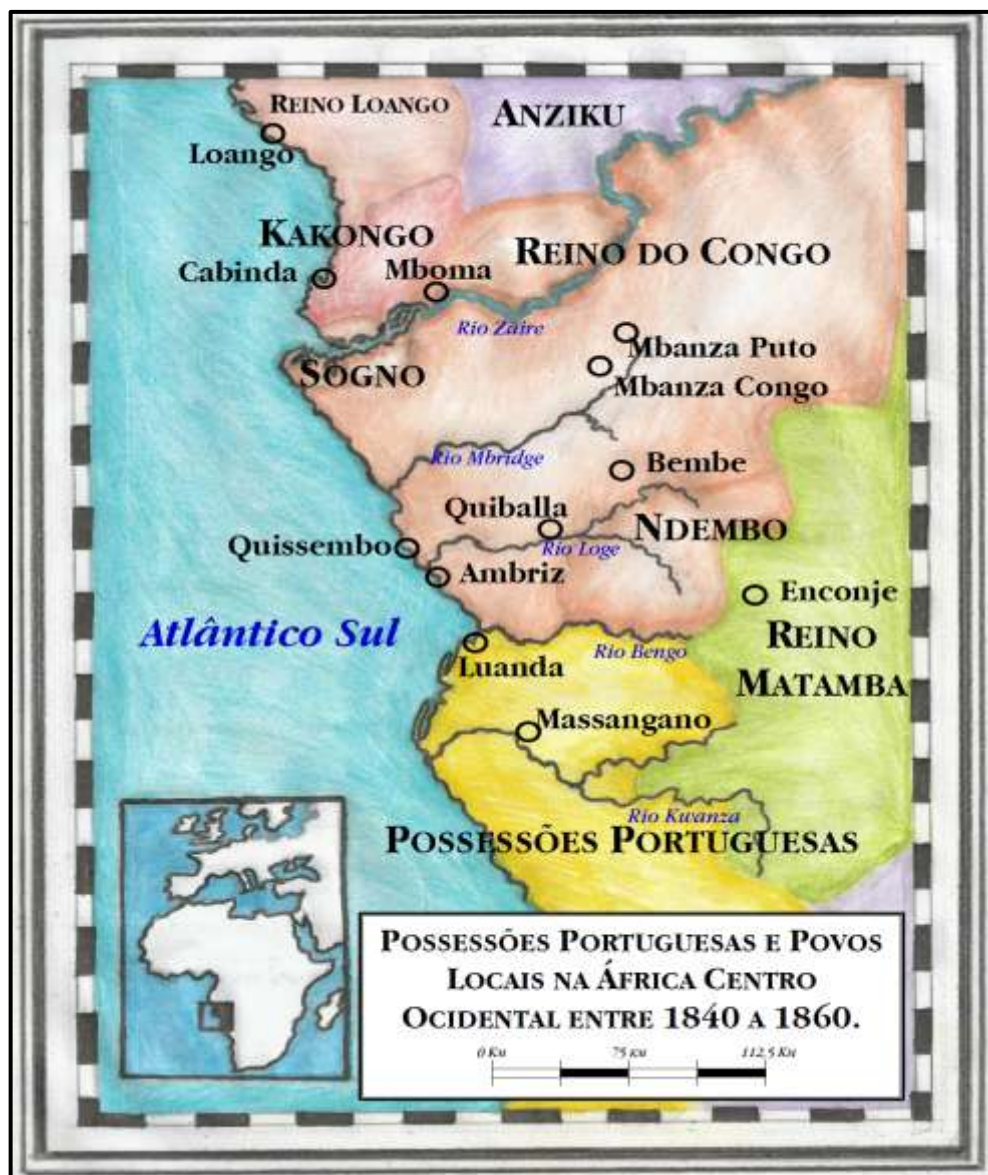 REINO LOANGO
ANZIKU
Loango
KAKONGO
REINO DO CONGO
Cabinda
Mboma
Rio Zaire
Mbanza Puto
SOGNO
Mbanza Congo
Rio Mbridge
Bembe
Quiballa
NDEMBO
Quissembo
Rio Loge
Ambriz
Enconje
Atlântico Sul
REINO
MATAMBA
Rio Bengo
Luanda
Massangano
Rio Kwanza
POSSESSÕES PORTUGUESAS
POSSESSÕES PORTUGUESAS E POVOS
LOCAIS NA ÁFRICA CENTRO
OCIDENTAL ENTRE 1840 A 1860.
0 KM 75 KM 112,5 KM